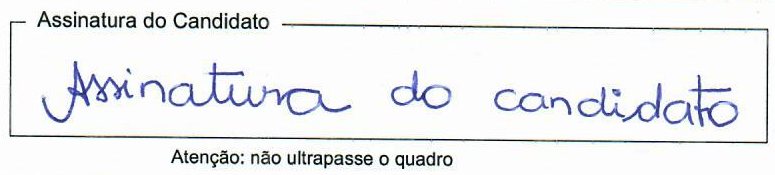 Assinatura do Candidato
Assinatura do candidato
Atenção: não ultrapasse o quadro